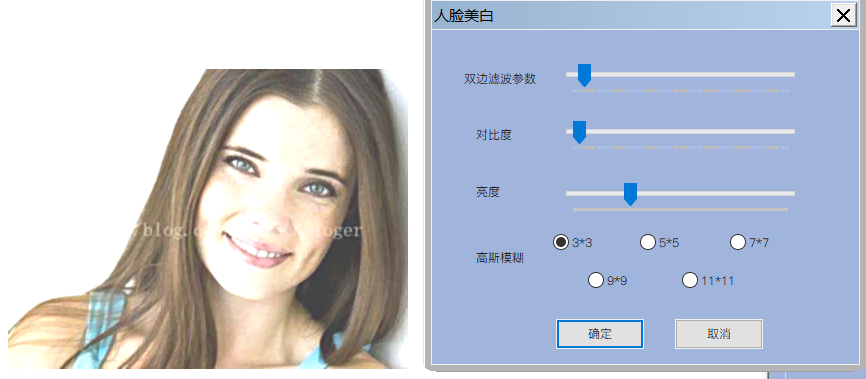 人脸美白
双边滤波参数
对比度
亮度
高斯模糊
3*3
5*5
7*7
9*9
11*11
确定
取消
/blog.